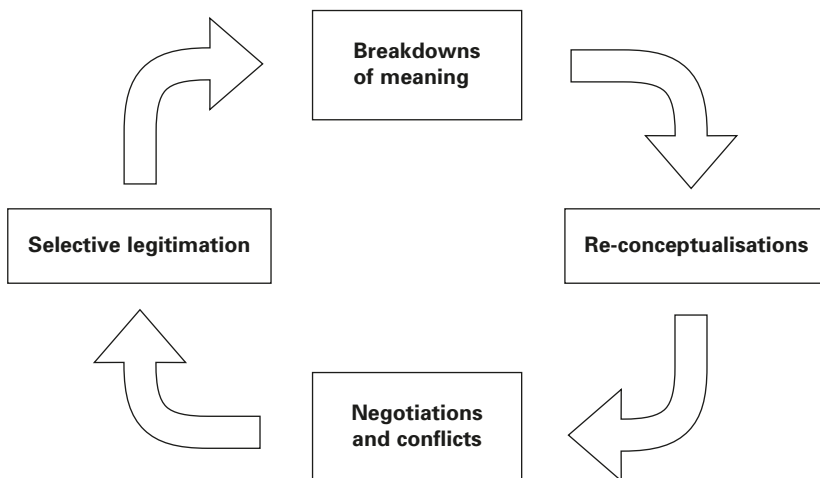 Breakdowns
of meaning
Selective legitimation
Re-conceptualisations
Negotiations
and conflicts